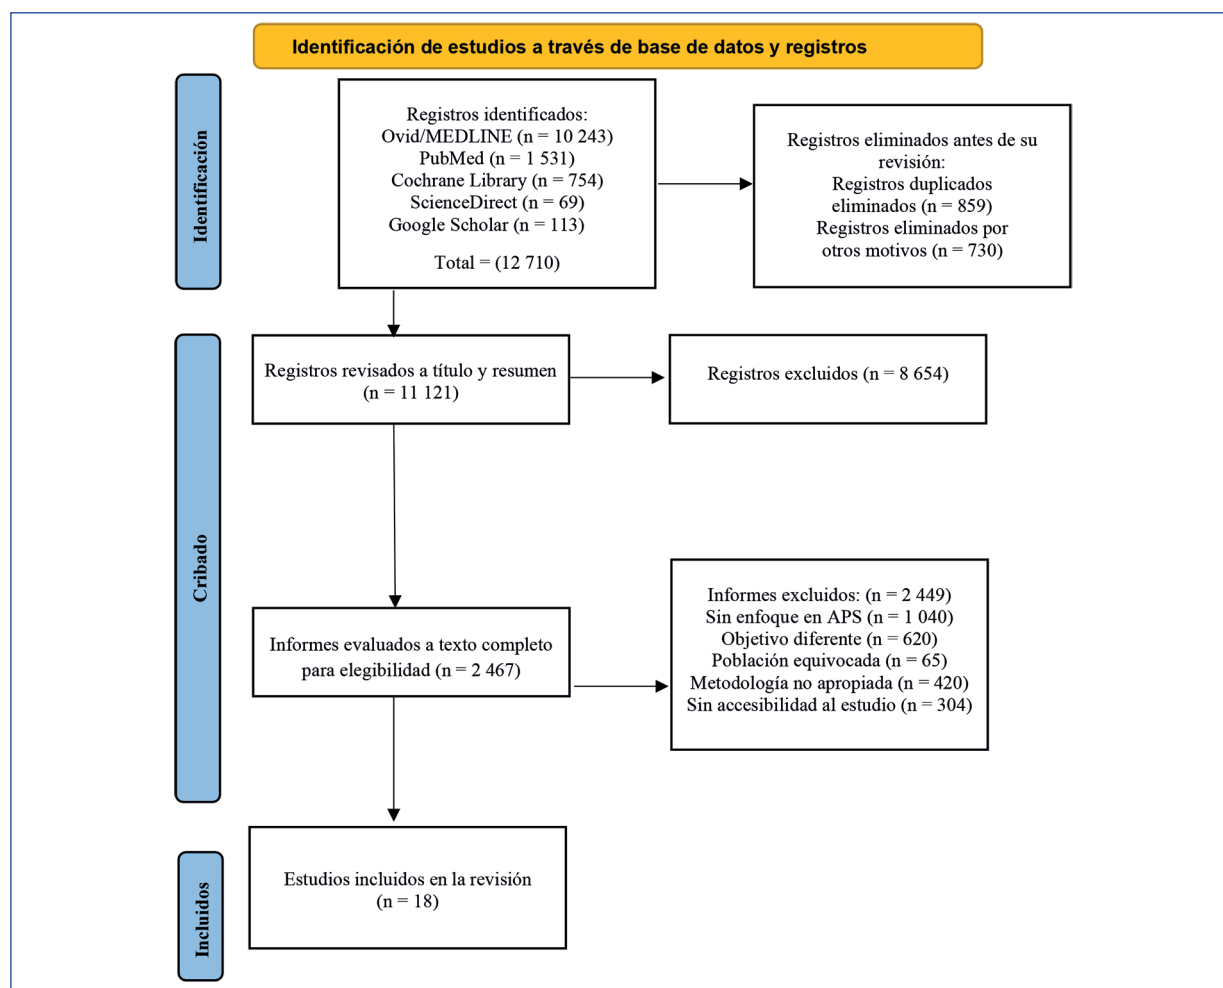 Identificación de estudios a través de base de datos y registros
Identificación
Registros identificados:
Ovid/MEDLINE (n = 10 243)
PubMed (n = 1 531)
Cochrane Library (n = 754)
ScienceDirect (n = 69)
Google Scholar (n = 113)
Total = (12 710)
Registros eliminados antes de su
revisión:
Registros duplicados
eliminados (n = 859)
Registros eliminados por
otros motivos (n = 730)
Cribado
Registros revisados a título y resumen
(n = 11 121)
Registros excluidos (n = 8 654)
Informes evaluados a texto completo
para elegibilidad (n = 2 467)
Informes excluidos: (n = 2 449)
Sin enfoque en APS (n = 1 040)
Objetivo diferente (n = 620)
Población equivocada (n = 65)
Metodología no apropiada (n = 420)
Sin accesibilidad al estudio (n = 304)
Incluidos
Estudios incluidos en la revisión
(n = 18)